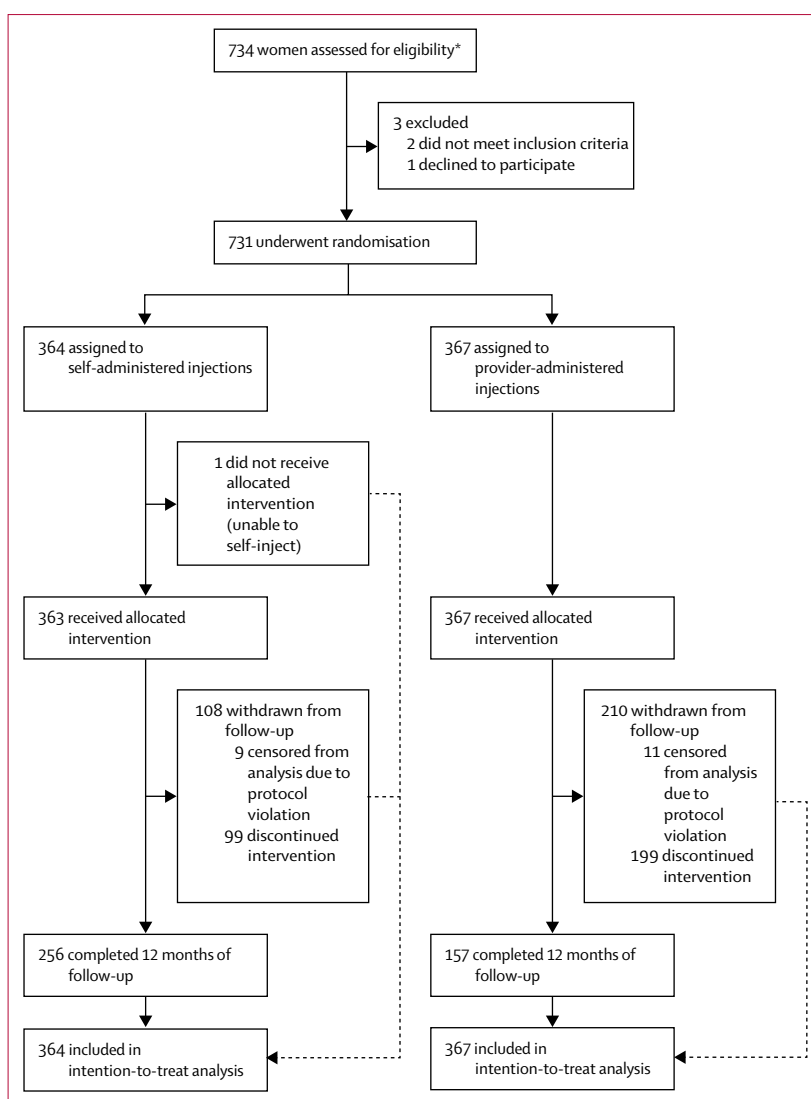 734 women assessed for eligibility*
3 excluded
2 did not meet inclusion criteria
1 declined to participate
731 underwent randomisation
364 assigned to
self-administered injections
367 assigned to
provider-administered
injections
1 did not receive
allocated
intervention
(unable to
self-inject)
363 received allocated
intervention
367 received allocated
intervention
108 withdrawn from
follow-up
9 censored from
analysis due to
protocol
violation
99 discontinued
intervention
210 withdrawn from
follow-up
11 censored
from analysis
due to
protocol
violation
199 discontinued
intervention
256 completed 12 months of
follow-up
157 completed 12 months of
follow-up
364 included in
intention-to-treat analysis
367 included in
intention-to-treat analysis